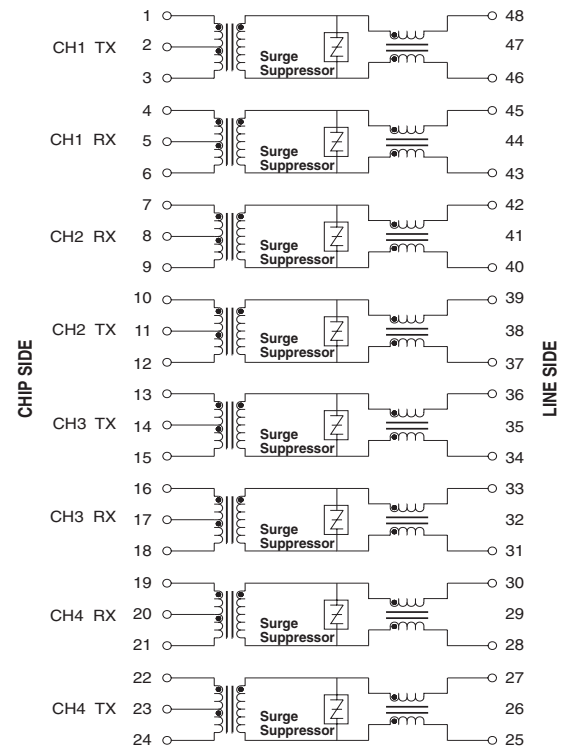 1 48
CH1 TX 2 47
3 Surge Suppressor 46
4 45
CH1 RX 5 44
6 Surge Suppressor 43
7 42
CH2 RX 8 41
9 Surge Suppressor 40
10 39
CH2 TX 11 38
12 Surge Suppressor 37
CHIP SIDE
LINE SIDE
13 36
CH3 TX 14 35
15 Surge Suppressor 34
16 33
CH3 RX 17 32
18 Surge Suppressor 31
19 30
CH4 RX 20 29
21 Surge Suppressor 28
22 27
CH4 TX 23 26
24 Surge Suppressor 25